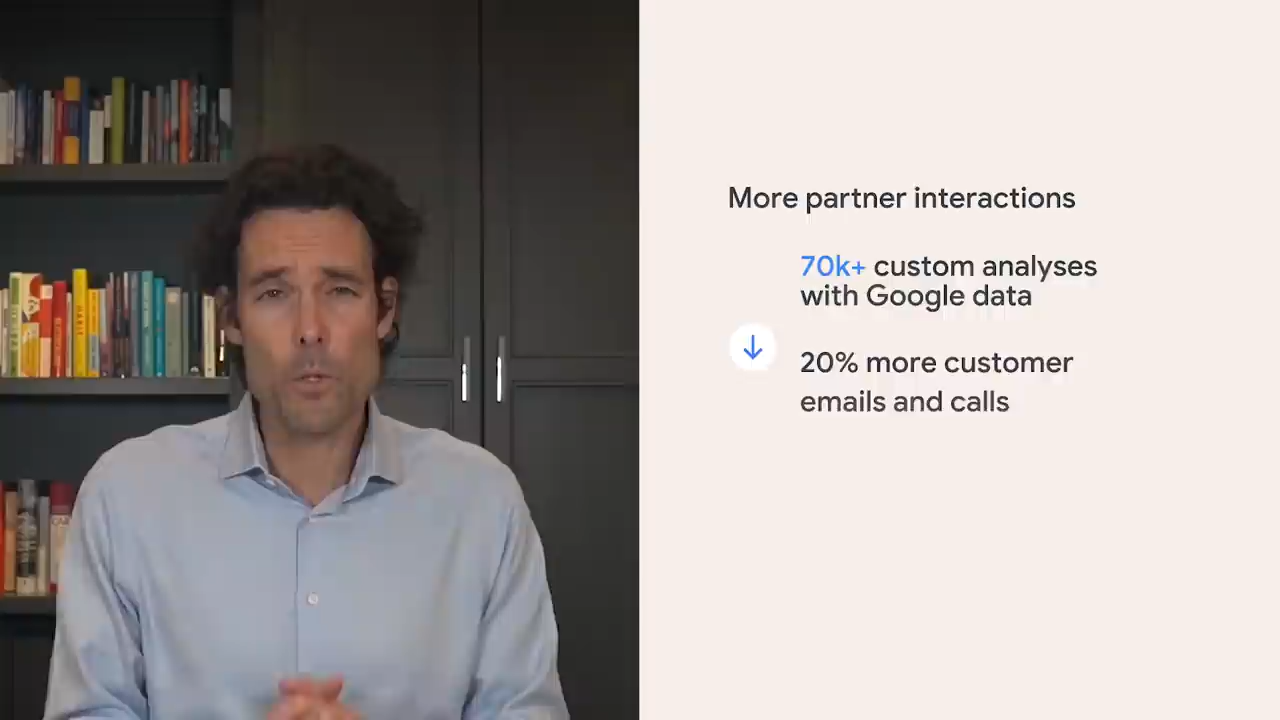 More partner interactions
70k+ custom analyses
with Google data
20% more customer
emails and calls